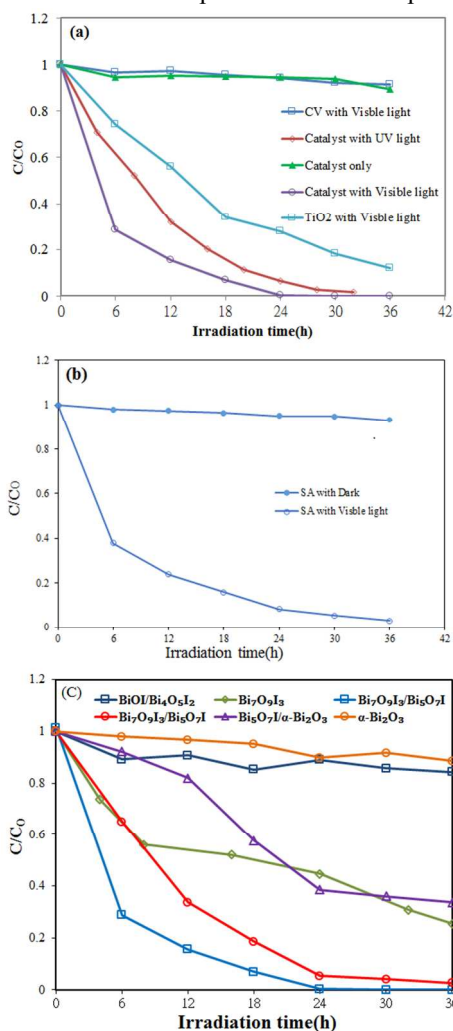 (a)
C/Co
1.2
1
0.8
0.6
0.4
0.2
0
0 6 12 18 24 30 36 42
CV with Visble light
Catalyst with UV light
Catalyst only
Catalyst with Visible light
TiO2 with Visble light
Irradiation time(h)
(b)
C/Co
1.2
1
0.8
0.6
0.4
0.2
0
0 6 12 18 24 30 36 42
SA with Dark
SA with Visble light
Irradiation time(h)
(C)
BiOI/Bi4O5I2 Bi7O9I3 Bi7O9I3/Bi5O7I
Bi7O9I3/Bi5O7I Bi5O7I/α-Bi2O3 α-Bi2O3
C/Co
1.2
1
0.8
0.6
0.4
0.2
0
0 6 12 18 24 30 36
Irradiation time(h)